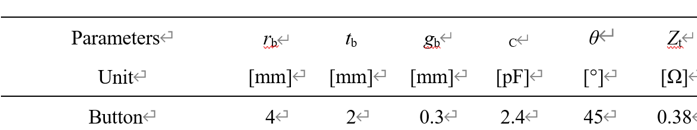 Parameters r_b t_b g_b C θ Z_t
Unit [mm] [mm] [mm] [pF] [°] [Ω]
Button 4 2 0.3 2.4 45 0.38